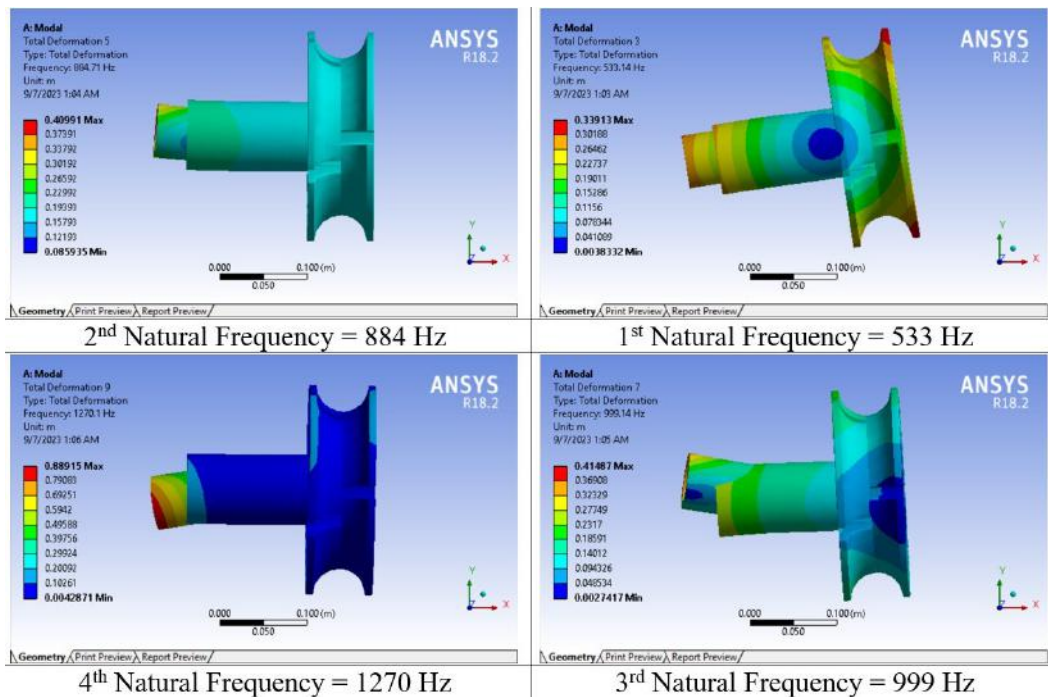 A: Modal
Total Deformation 5
Type: Total Deformation
Frequency: 884.71 Hz
Unit: m
9/7/2023 1:04 AM
0.40991 Max
0.37391
0.33792
0.30192
0.26592
0.22992
0.19393
0.15793
0.12193
0.085935 Min
ANSYS
R18.2
Y
Z
X
0.000
0.100 (m)
0.050
Geometry Print Preview Report Preview
2nd Natural Frequency = 884 Hz
A: Modal
Total Deformation 3
Type: Total Deformation
Frequency: 533.14 Hz
Unit: m
9/7/2023 1:03 AM
0.33913 Max
0.30188
0.26462
0.22737
0.19011
0.15286
0.1156
0.078344
0.041089
0.0038332 Min
ANSYS
R18.2
Y
Z
X
0.000
0.100 (m)
0.050
Geometry Print Preview Report Preview
1st Natural Frequency = 533 Hz
A: Modal
Total Deformation 9
Type: Total Deformation
Frequency: 1270.1 Hz
Unit: m
9/7/2023 1:06 AM
0.88915 Max
0.79083
0.69251
0.5942
0.49588
0.39756
0.29924
0.20092
0.10261
0.0042871 Min
ANSYS
R18.2
Y
Z
X
0.000
0.100 (m)
0.050
Geometry Print Preview Report Preview
4th Natural Frequency = 1270 Hz
A: Modal
Total Deformation 7
Type: Total Deformation
Frequency: 999.14 Hz
Unit: m
9/7/2023 1:05 AM
0.41487 Max
0.36908
0.32329
0.27749
0.2317
0.18591
0.14012
0.094326
0.048534
0.0027417 Min
ANSYS
R18.2
Y
Z
X
0.000
0.100 (m)
0.050
Geometry Print Preview Report Preview
3rd Natural Frequency = 999 Hz